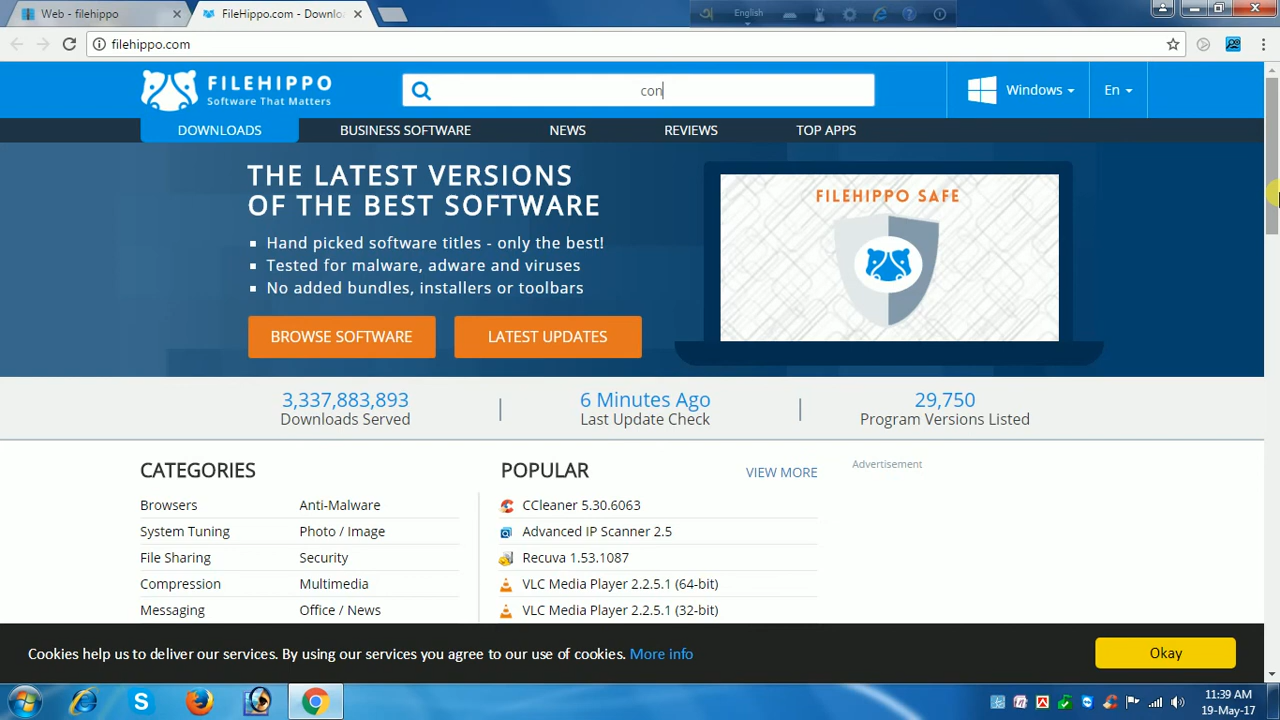 Web - filehippo
FileHippo.com - Downlo
English
filehippo.com
FILEHIPPO
Software That Matters
con
Windows
En
DOWNLOADS
BUSINESS SOFTWARE
NEWS
REVIEWS
TOP APPS
THE LATEST VERSIONS
OF THE BEST SOFTWARE
Hand picked software titles - only the best!
Tested for malware, adware and viruses
No added bundles, installers or toolbars
BROWSE SOFTWARE
LATEST UPDATES
FILEHIPPO SAFE
3,337,883,893
Downloads Served
6 Minutes Ago
Last Update Check
29,750
Program Versions Listed
CATEGORIES
Browsers
Anti-Malware
System Tuning
Photo / Image
File Sharing
Security
Compression
Multimedia
Messaging
Office / News
POPULAR
VIEW MORE
CCleaner 5.30.6063
Advanced IP Scanner 2.5
Recuva 1.53.1087
VLC Media Player 2.2.5.1 (64-bit)
VLC Media Player 2.2.5.1 (32-bit)
Advertisement
Cookies help us to deliver our services. By using our services you agree to our use of cookies. More info
Okay
11:39 AM
19-May-17